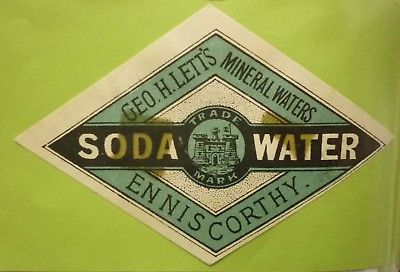 GEO. H. LETT'S
MINERAL WATERS
TRADE
SODA WATER
MARK
ENNISCORTHY.